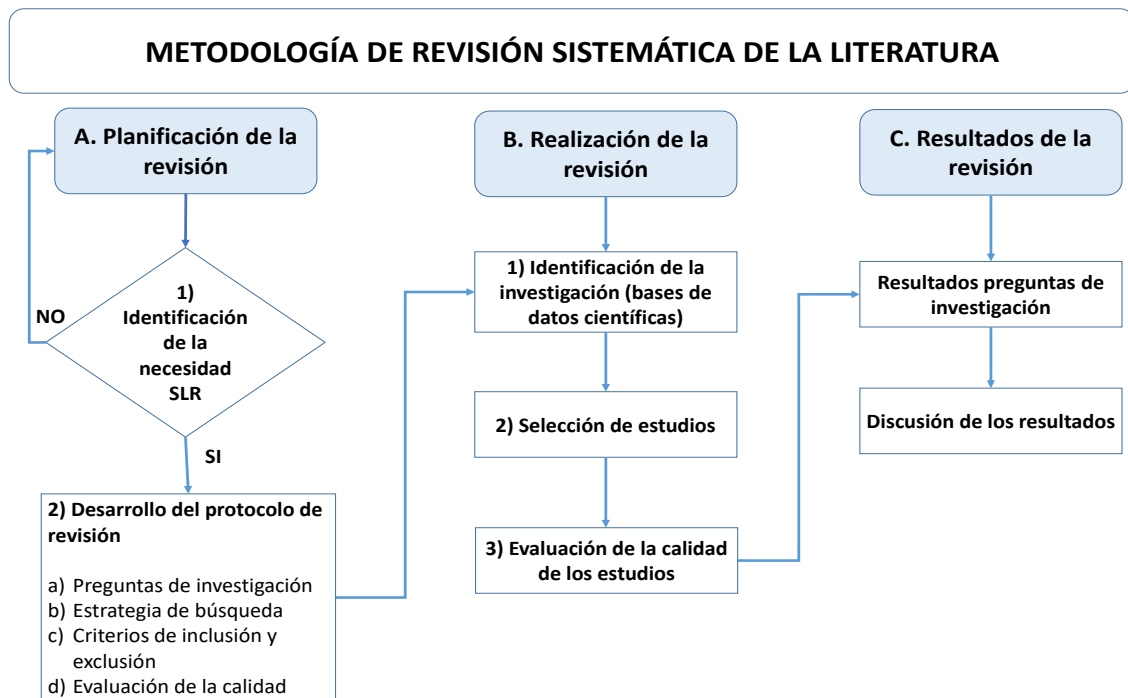 METODOLOGÍA DE REVISIÓN SISTEMÁTICA DE LA LITERATURA
A. Planificación de la
revisión
1)
Identificación
de la
necesidad
SLR
NO
SI
2) Desarrollo del protocolo de
revisión
a) Preguntas de investigación
b) Estrategia de búsqueda
c) Criterios de inclusión y
exclusión
d) Evaluación de la calidad
B. Realización de la
revisión
1) Identificación de la
investigación (bases de
datos científicas)
2) Selección de estudios
3) Evaluación de la calidad
de los estudios
C. Resultados de la
revisión
Resultados preguntas de
investigación
Discusión de los resultados